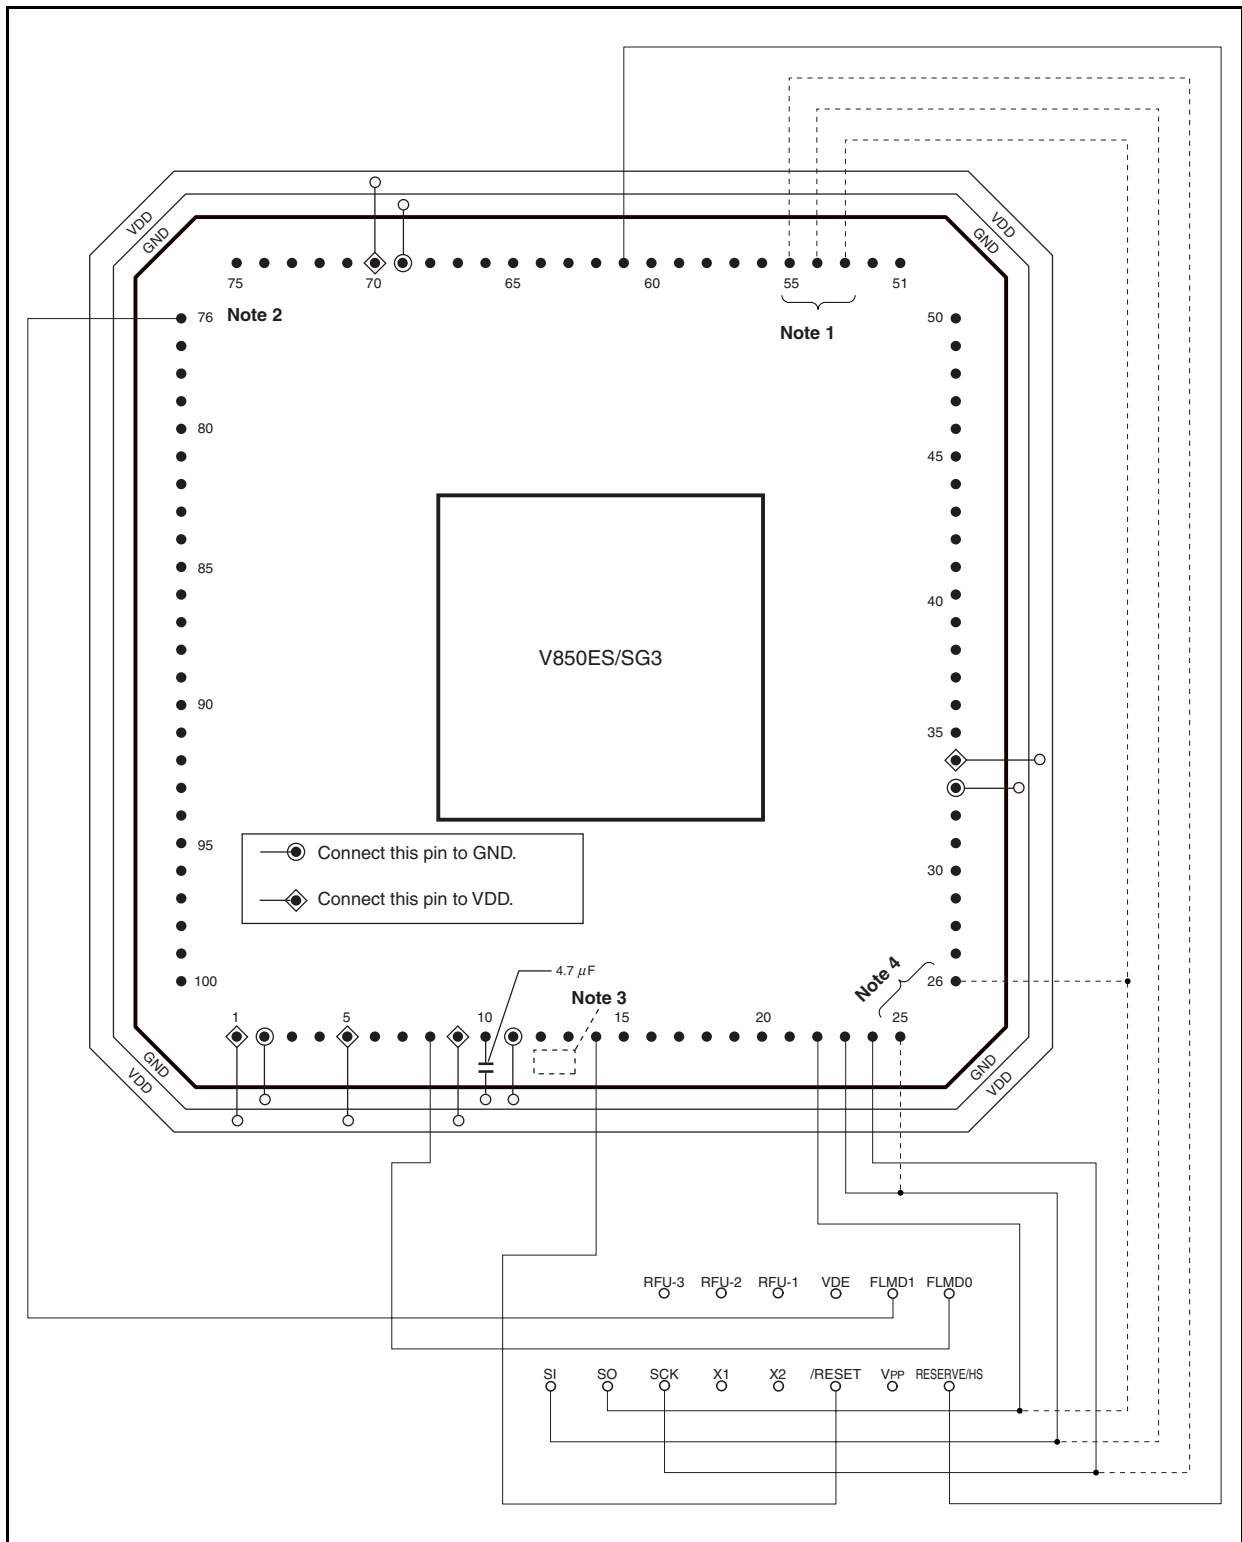 VDD
GND
VDD
GND
75
70
65
60
55
51
Note 2
Note 1
76
50
80
45
85
40
V850ES/SG3
90
35
95
30
Connect this pin to GND.
Connect this pin to VDD.
100
26
4.7 μF
Note 3
Note 4
1
5
10
15
20
25
GND
VDD
GND
VDD
RFU-3 RFU-2 RFU-1 VDE FLMD1 FLMD0
SI SO SCK X1 X2 /RESET VPP RESERVE/HS